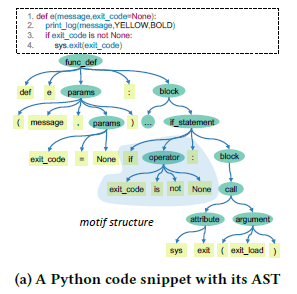 1. def e(message,exit_code=None):
2. print_log(message,YELLOW,BOLD)
3. if exit_code is not None:
4. sys.exit(exit_code)
func_def
def e params : block
( message , params ) ... if_statement
exit_code = None if operator : block
exit_code is not None call
motif structure
attribute argument
sys exit ( exit_load )
(a) A Python code snippet with its AST